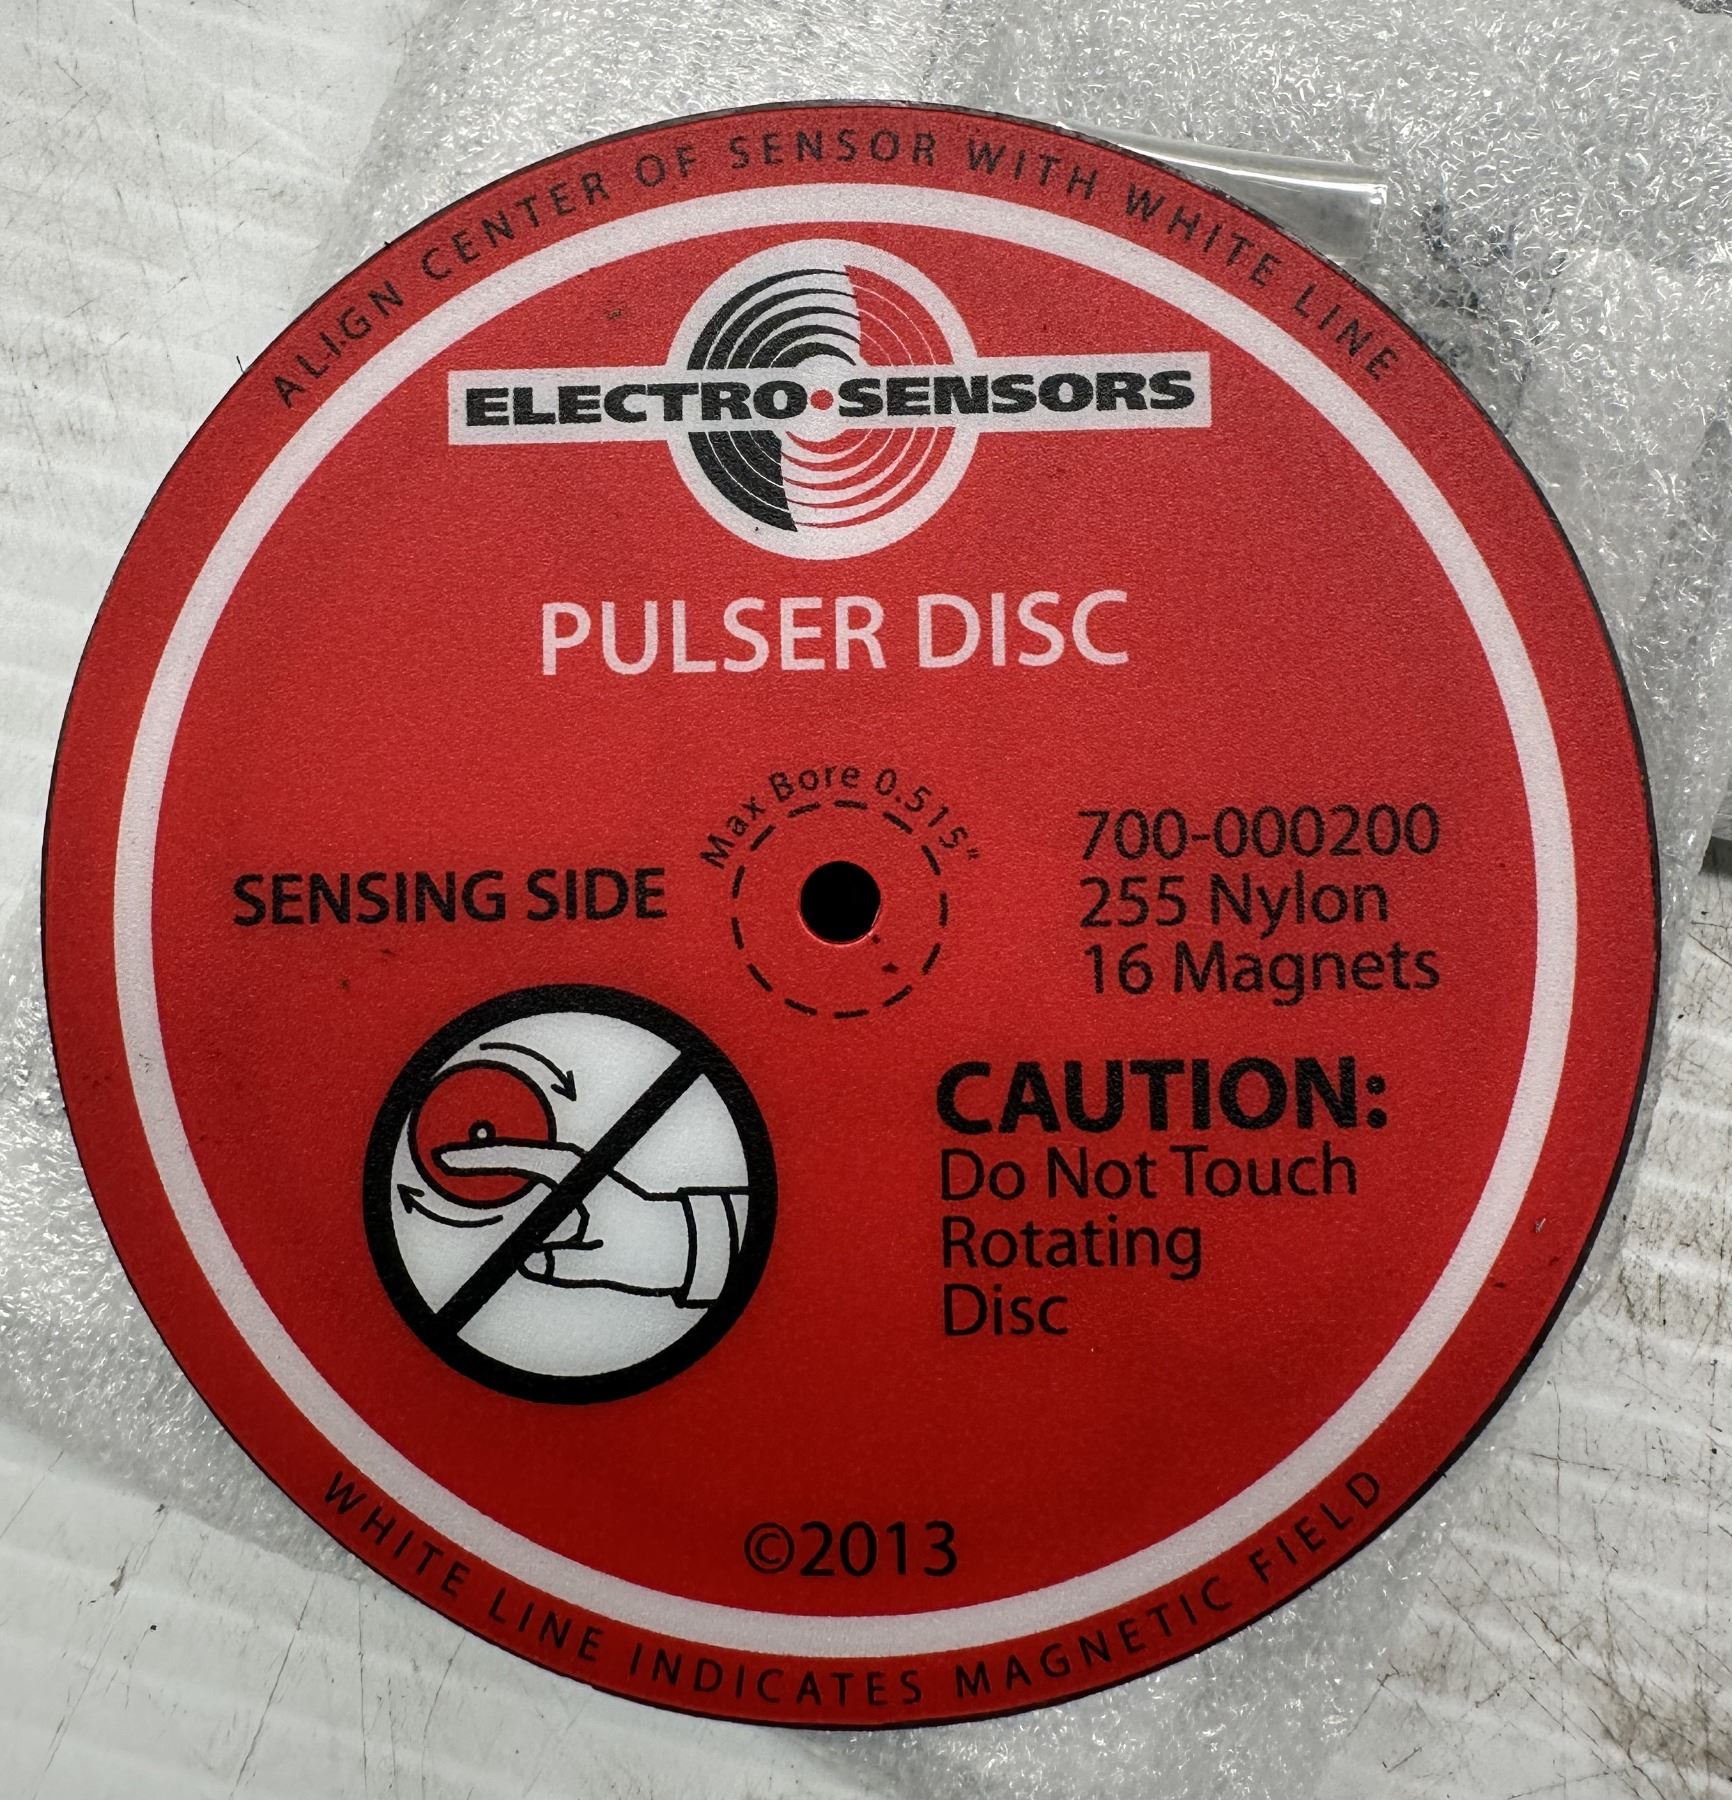 ALIGN CENTER OF SENSOR WITH WHITE LINE
ELECTRO•SENSORS
PULSER DISC
Max Bore 0.515"
SENSING SIDE
700-000200
255 Nylon
16 Magnets
CAUTION:
Do Not Touch
Rotating
Disc
©2013
WHITE LINE INDICATES MAGNETIC FIELD